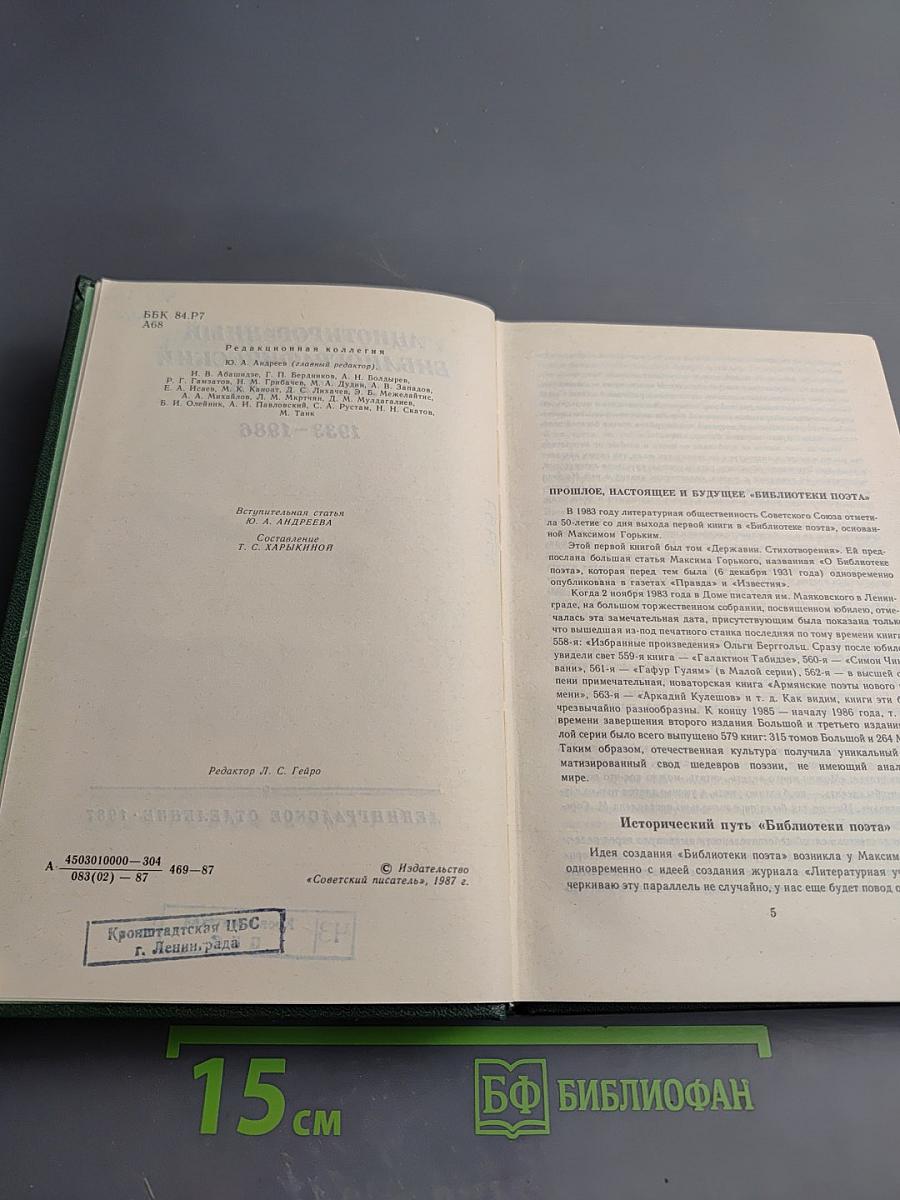 ББК 84.Р7
А68
Редакционная коллегия
Ю. А. Андреев (главный редактор),
И. В. Абашидзе, Г. П. Бердников, А. Н. Болдырев,
Р. Г. Гамзатов, Н. М. Грибачев, М. А. Дудин, А. В. Западов,
Е. А. Исаев, М. К. Каноат, Д. С. Лихачев, Э. Б. Межелайтис,
А. А. Михайлов, Л. М. Мкртчян, Д. М. Мулдагалиев,
Б. И. Олейник, А. И. Павловский, С. А. Рустам, Н. Н. Скатов,
М. Танк
Вступительная статья
Ю. А. АНДРЕЕВА
Составление
Т. С. ХАРЫКИНОЙ
Редактор Л. С. Гейро
А 4503010000—304 469—87
083(02) — 87
© Издательство
«Советский писатель», 1987 г.
Кронштадтская ЦБС
г. Ленинграда
ПРОШЛОЕ, НАСТОЯЩЕЕ И БУДУЩЕЕ «БИБЛИОТЕКИ ПОЭТА»
В 1983 году литературная общественность Советского Союза отмети-
ла 50-летие со дня выхода первой книги в «Библиотеке поэта», основан-
ной Максимом Горьким.
Этой первой книгой был том «Державин. Стихотворения». Ей пред-
послана большая статья Максима Горького, названная «О Библиотеке
поэта», которая перед тем была (6 декабря 1931 года) одновременно
опубликована в газетах «Правда» и «Известия».
Когда 2 ноября 1983 года в Доме писателя им. Маяковского в Ленин-
граде, на большом торжественном собрании, посвященном юбилею, отме-
чалась эта замечательная дата, присутствующим была показана только
что вышедшая из-под печатного станка последняя по тому времени книга
558-я: «Избранные произведения» Ольги Берггольц. Сразу после юбиле
увидели свет 559-я книга — «Галактион Табидзе», 560-я — «Симон Чик
вани», 561-я — «Гафур Гулям» (в Малой серии), 562-я — в высшей с
пени примечательная, новаторская книга «Армянские поэты нового
мени», 563-я — «Аркадий Кулешов» и т. д. Как видим, книги эти б
чрезвычайно разнообразны. К концу 1985 — началу 1986 года, т.
времени завершения второго издания Большой и третьего издани
лой серии было всего выпущено 579 книг: 315 томов Большой и 264 М
Таким образом, отечественная культура получила уникальный
матизированный свод шедевров поэзии, не имеющий анал
мире.
Исторический путь «Библиотеки поэта»
Идея создания «Библиотеки поэта» возникла у Максим
одновременно с идеей создания журнала «Литературная уч
черкиваю эту параллель не случайно, у нас еще будет повод о
5
15 см
БФ БИБЛИОФАН